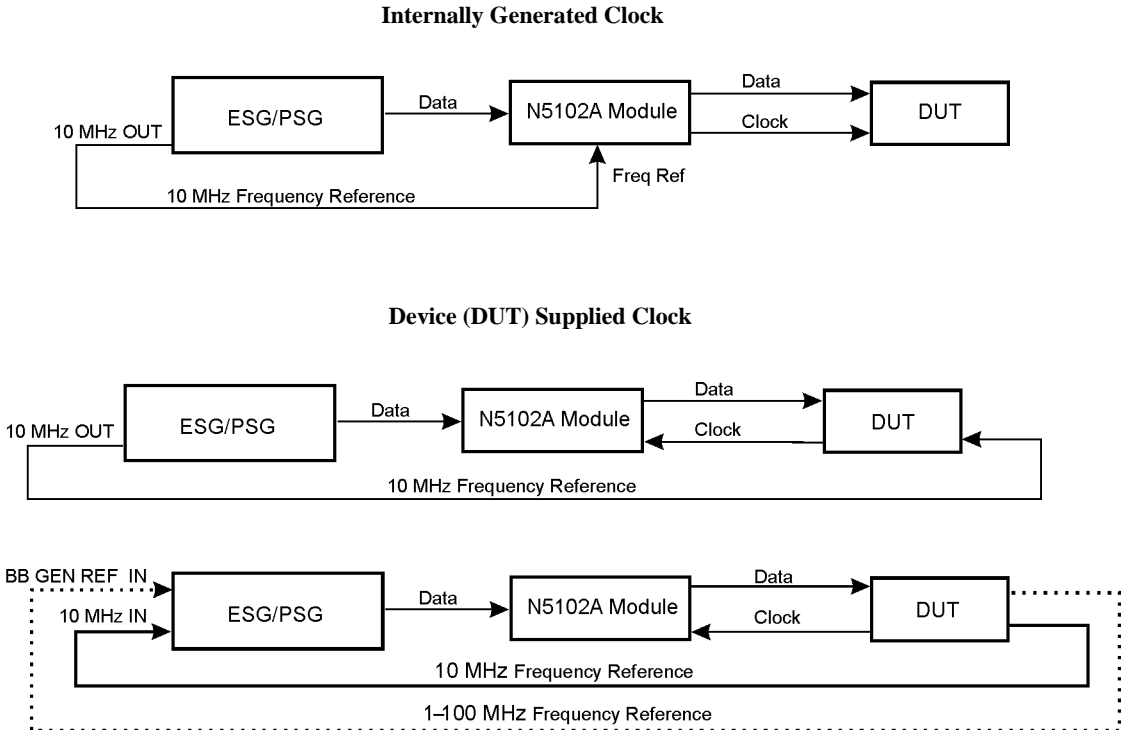 Internally Generated Clock
ESG/PSG
Data
N5102A Module
Data
Clock
DUT
10 MHz OUT
Freq Ref
10 MHz Frequency Reference
Device (DUT) Supplied Clock
ESG/PSG
Data
N5102A Module
Data
Clock
DUT
10 MHz OUT
10 MHz Frequency Reference
BB GEN REF IN
10 MHz IN
ESG/PSG
Data
N5102A Module
Data
Clock
DUT
10 MHz Frequency Reference
1–100 MHz Frequency Reference